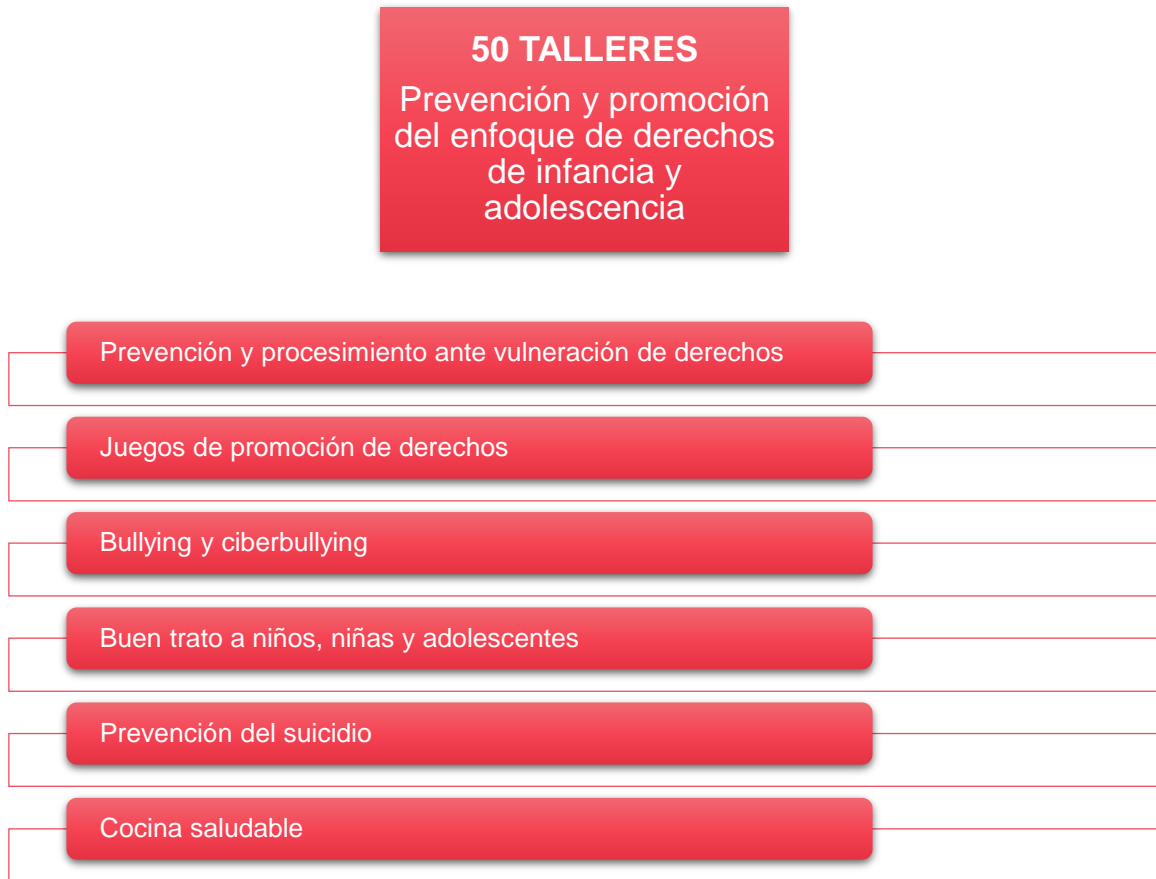 50 TALLERES
Prevención y promoción
del enfoque de derechos
de infancia y
adolescencia
Prevención y procesimiento ante vulneración de derechos
Juegos de promoción de derechos
Bullying y ciberbullying
Buen trato a niños, niñas y adolescentes
Prevención del suicidio
Cocina saludable